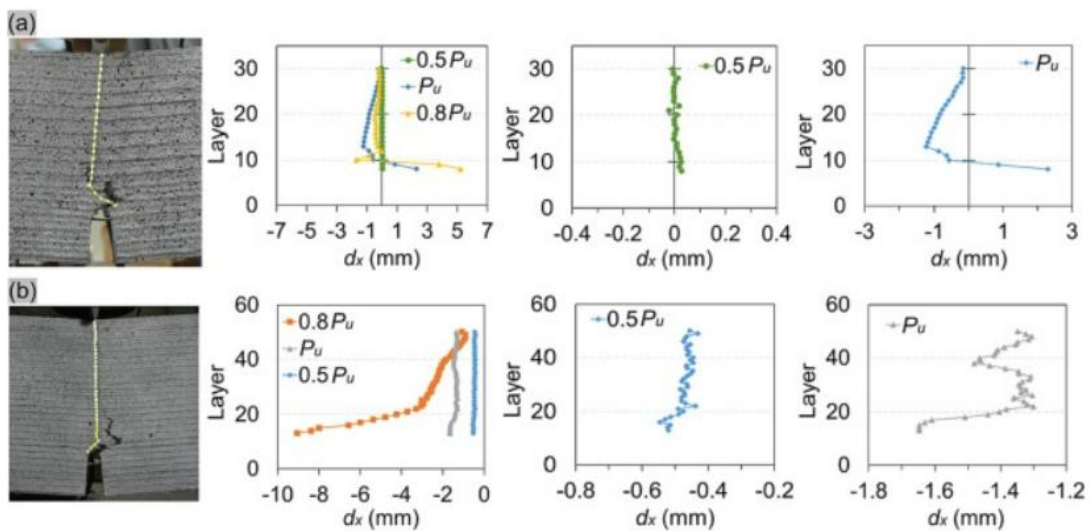 (a)
30
20
10
0
Layer
-7 -5 -3 -1 1 3 5 7
dx (mm)
0.5Pu
Pu
0.8Pu
30
20
10
0
Layer
-0.4 -0.2 0 0.2 0.4
dx (mm)
0.5Pu
30
20
10
0
Layer
-3 -1 1 3
dx (mm)
Pu
(b)
60
40
20
0
Layer
-10 -8 -6 -4 -2 0
dx (mm)
0.8Pu
Pu
0.5Pu
60
40
20
0
Layer
-0.8 -0.6 -0.4 -0.2
dx (mm)
0.5Pu
60
40
20
0
Layer
-1.8 -1.6 -1.4 -1.2
dx (mm)
Pu